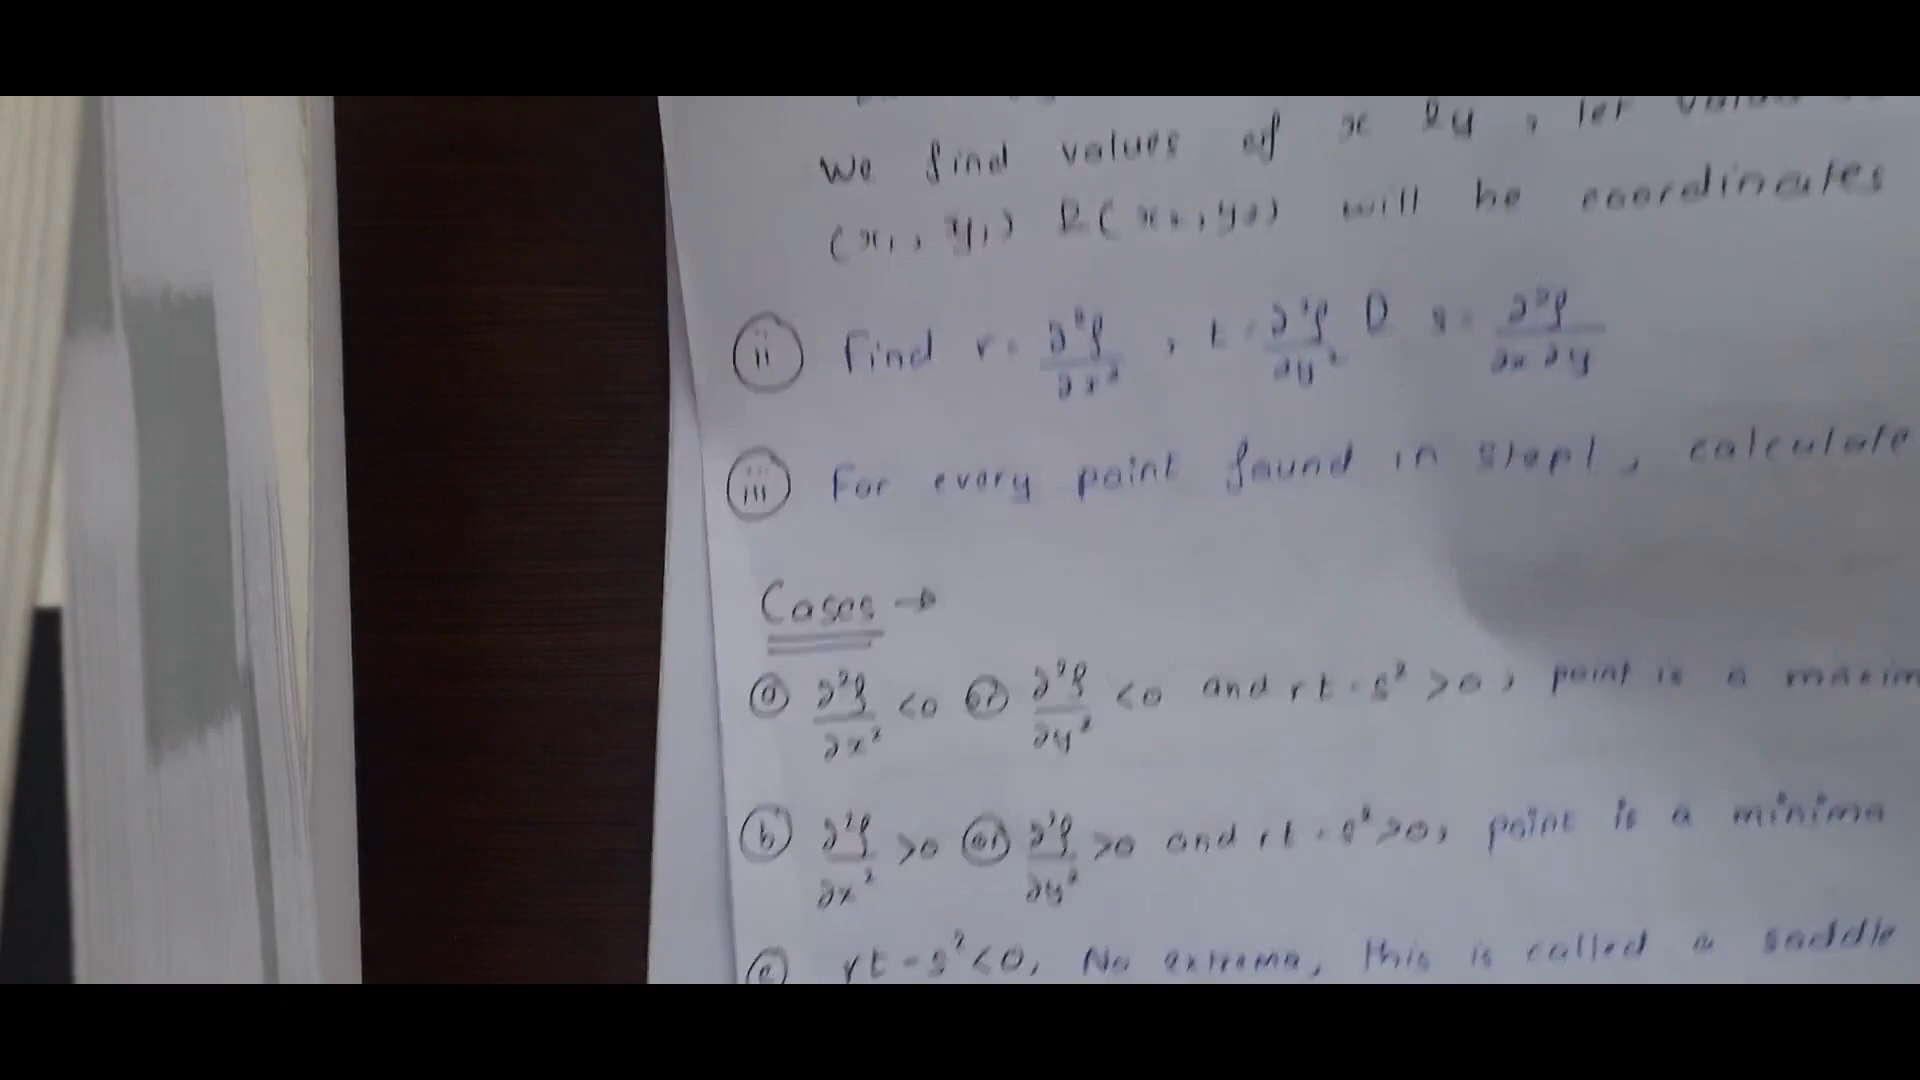 We find values of x & y, let
(x₁, y₁) & (x₂, y₂) will be coordinates
(ii) Find r = ∂²f/∂x², t = ∂²f/∂y² & s = ∂²f/∂x∂y
(iii) For every point found in step 1, calculate
Cases →
(a) ∂²f/∂x² <0 (or) ∂²f/∂y² <0 and rt - s² >0, point is a maxim
(b) ∂²f/∂x² >0 (or) ∂²f/∂y² >0 and rt - s² >0, point is a minima
(c) rt - s² <0, No extrema, this is called a saddle